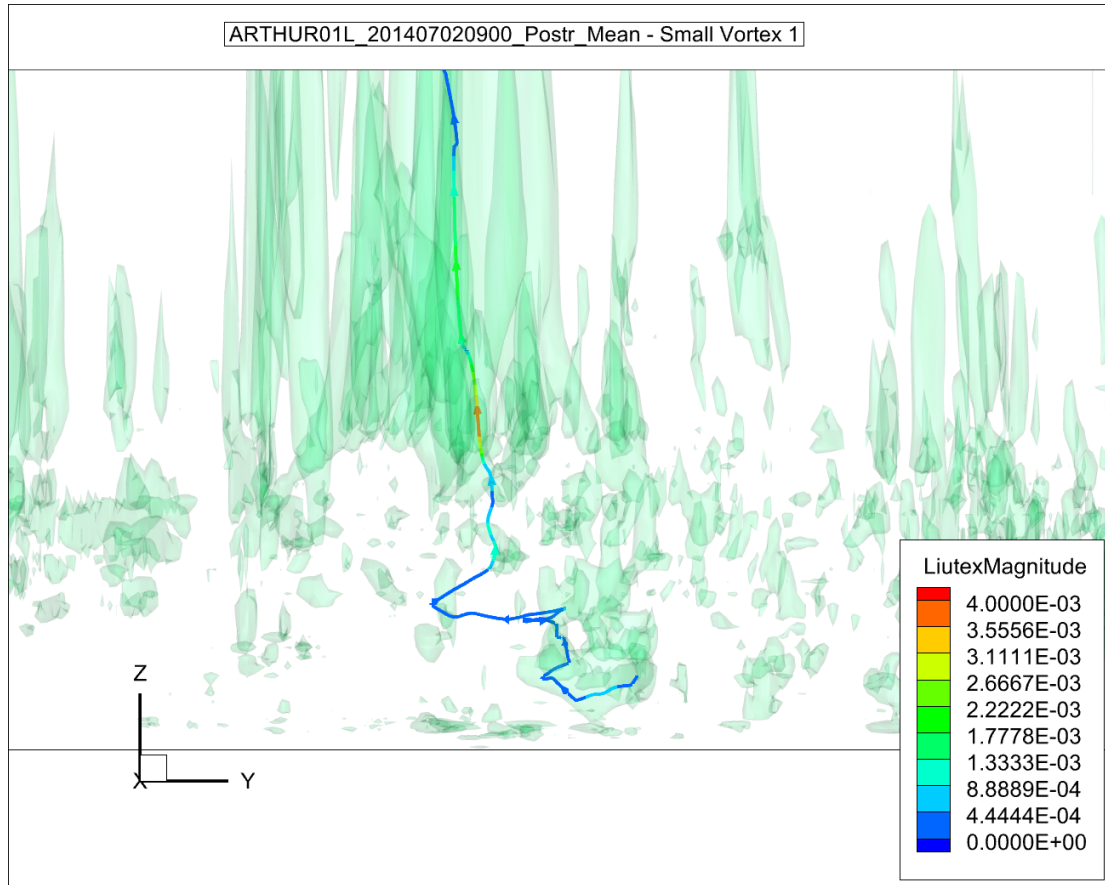 ARTHUR01L_201407020900_Postr_Mean - Small Vortex 1
Z
X
Y
LiutexMagnitude
4.0000E-03
3.5556E-03
3.1111E-03
2.6667E-03
2.2222E-03
1.7778E-03
1.3333E-03
8.8889E-04
4.4444E-04
0.0000E+00